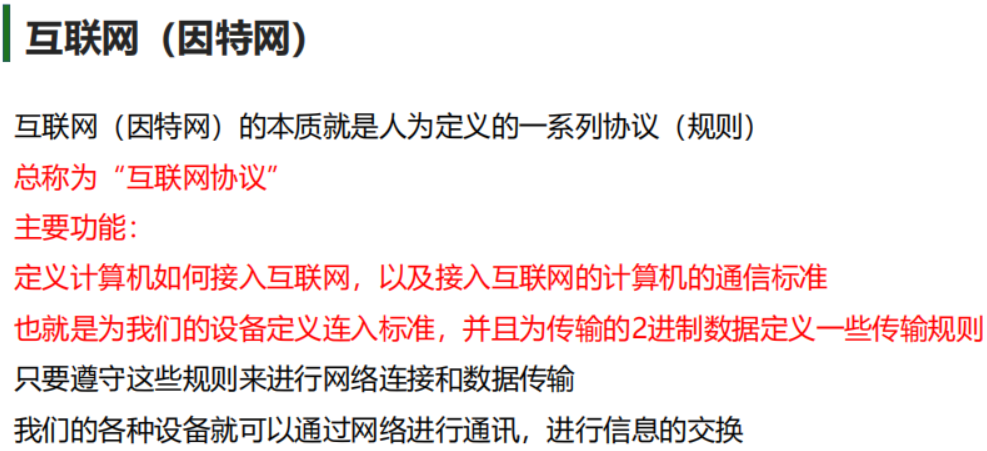 互联网（因特网）
互联网（因特网）的本质就是人为定义的一系列协议（规则）
总称为“互联网协议”
主要功能：
定义计算机如何接入互联网，以及接入互联网的计算机的通信标准
也就是为我们的设备定义连入标准，并且为传输的2进制数据定义一些传输规则
只要遵守这些规则来进行网络连接和数据传输
我们的各种设备就可以通过网络进行通讯，进行信息的交换